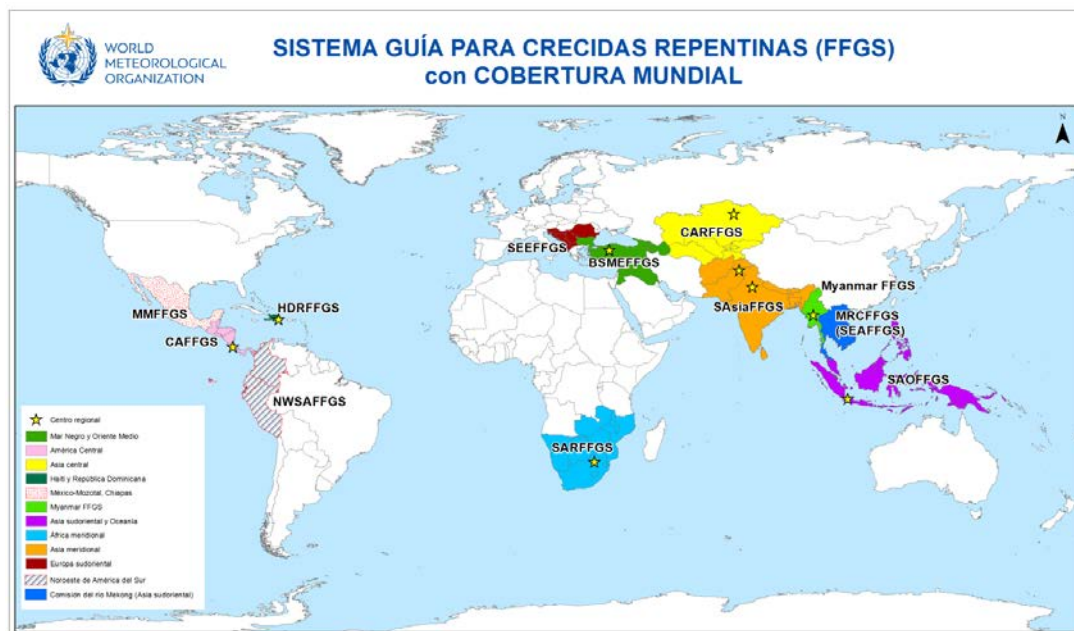 WORLD
METEOROLOGICAL
ORGANIZATION
SISTEMA GUÍA PARA CRECIDAS REPENTINAS (FFGS)
con COBERTURA MUNDIAL
N
CARFFGS
SEEFFGS
BSMEFFGS
SAsiaFFGS
Myanmar FFGS
MRCFFGS
(SEAFFGS)
SAOFFGS
HDRFFGS
MMFFGS
CAFFGS
NWSAFFGS
SARFFGS
Centro regional
Mar Negro y Oriente Medio
América Central
Asia central
Haití y República Dominicana
México-Mozotal, Chiapas
Myanmar FFGS
Asia sudoriental y Oceanía
África meridional
Asia meridional
Europa sudoriental
Noroeste de América del Sur
Comisión del río Mekong (Asia sudoriental)